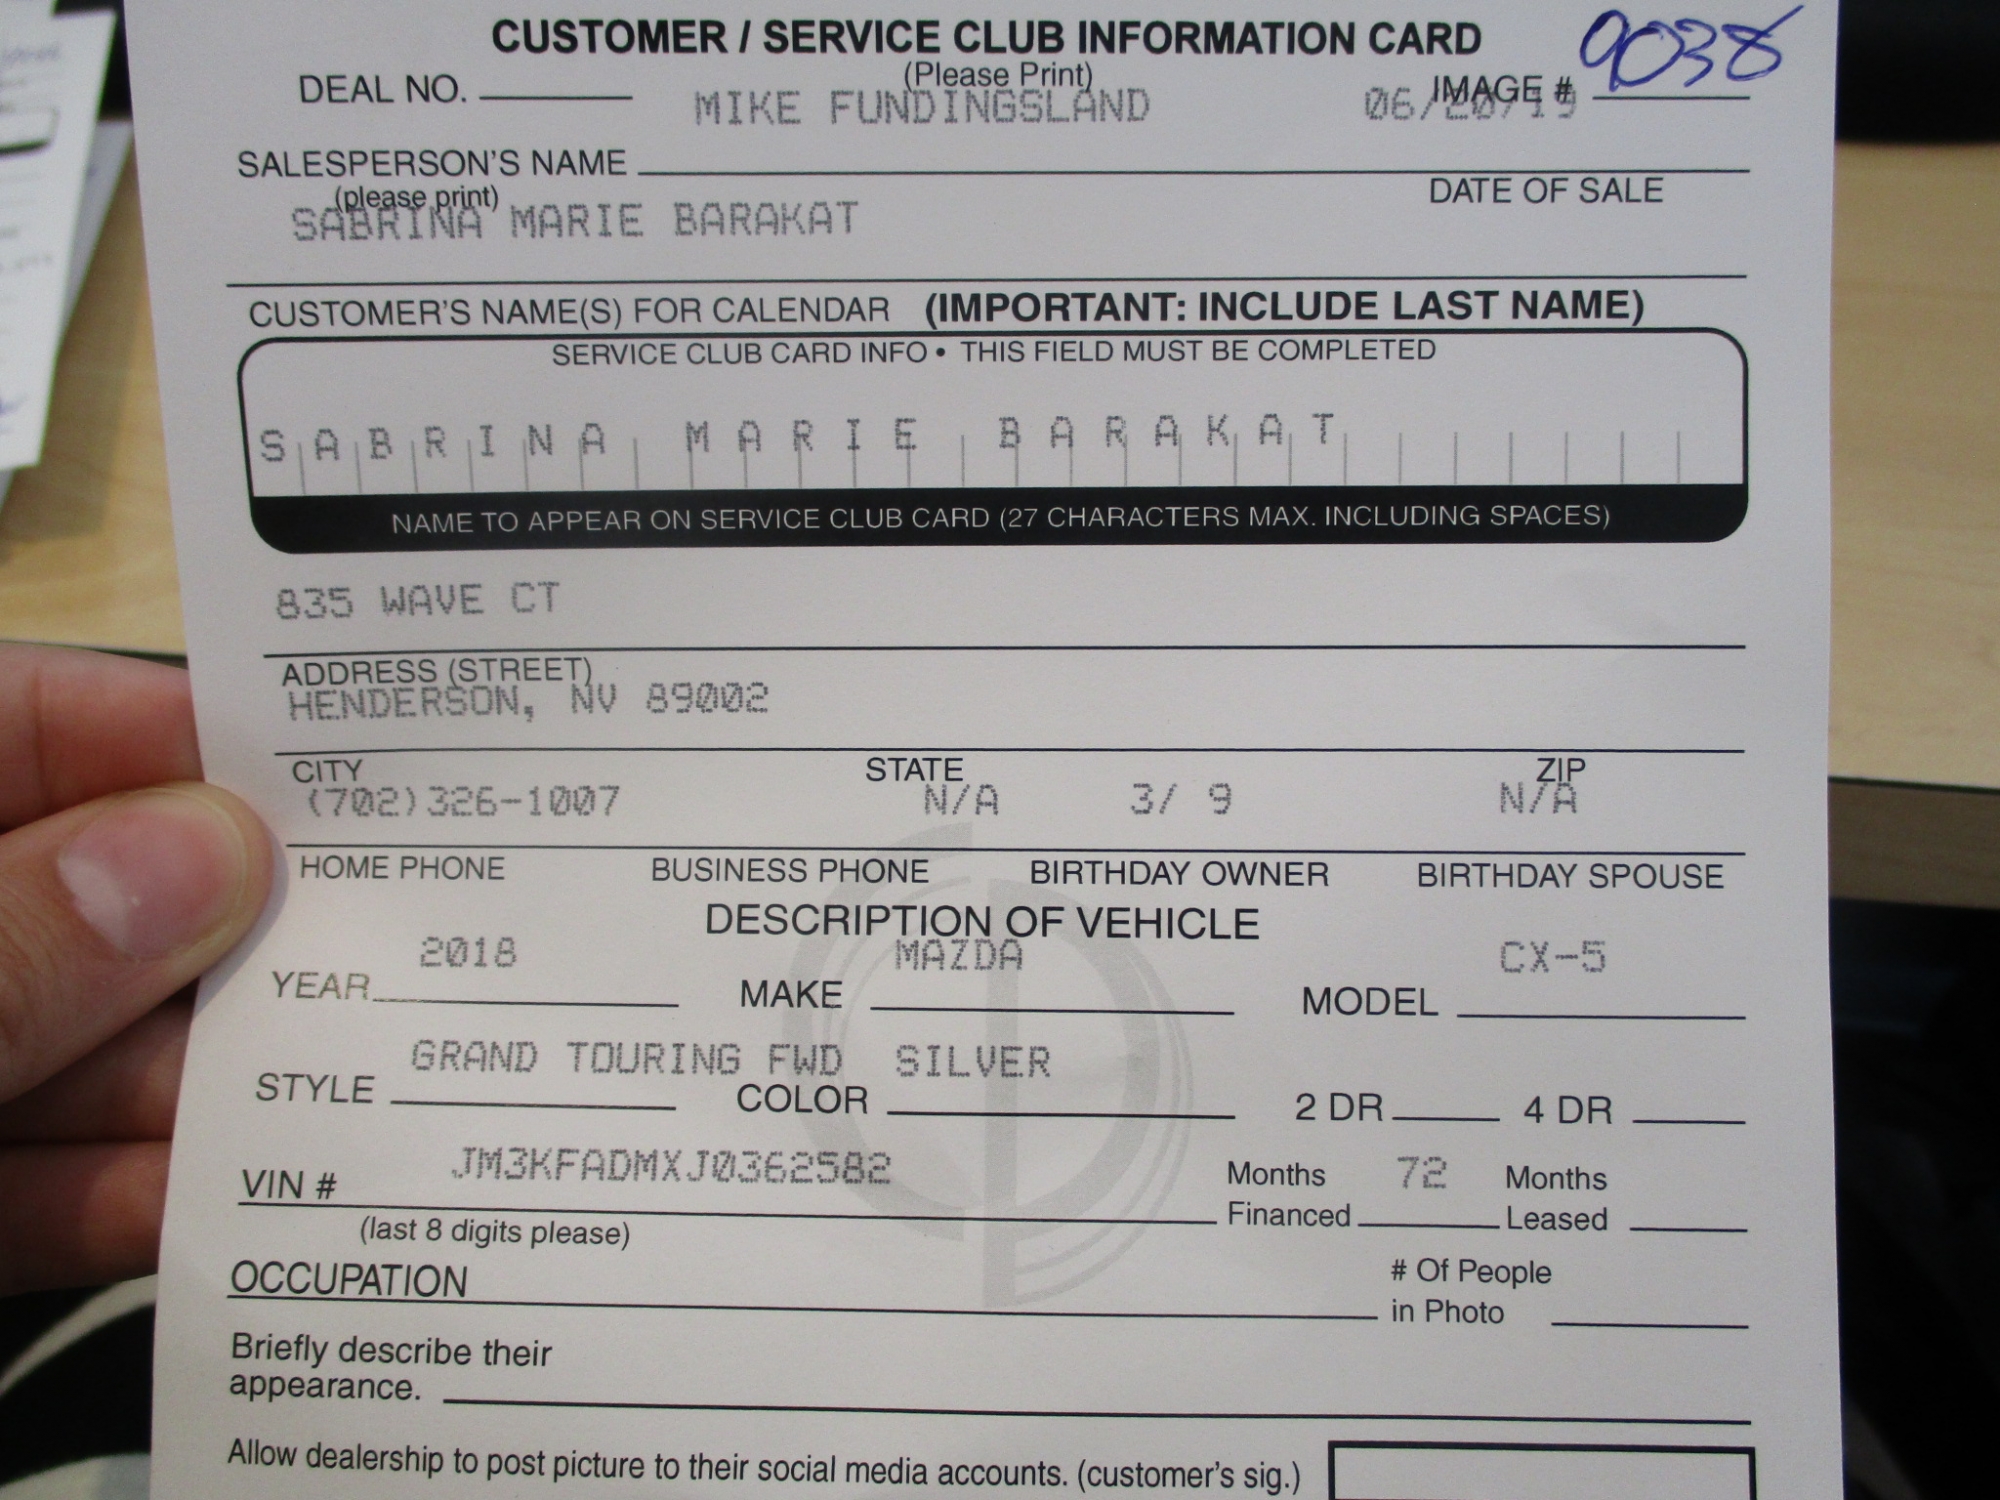 CUSTOMER / SERVICE CLUB INFORMATION CARD
(Please Print)
9038
DEAL NO.
IMAGE #
MIKE FUNDINGSLAND 06/20/19
SALESPERSON'S NAME
(please print)
DATE OF SALE
SABRINA MARIE BARAKAT
CUSTOMER'S NAME(S) FOR CALENDAR (IMPORTANT: INCLUDE LAST NAME)
SERVICE CLUB CARD INFO • THIS FIELD MUST BE COMPLETED
SABRINA MARIE BARAKAT
NAME TO APPEAR ON SERVICE CLUB CARD (27 CHARACTERS MAX. INCLUDING SPACES)
835 WAVE CT
ADDRESS (STREET)
HENDERSON, NV 89002
CITY STATE ZIP
(702)326-1007 N/A 3/ 9 N/A
HOME PHONE BUSINESS PHONE BIRTHDAY OWNER BIRTHDAY SPOUSE
DESCRIPTION OF VEHICLE
2018 MAZDA CX-5
YEAR MAKE MODEL
GRAND TOURING FWD SILVER
STYLE COLOR 2 DR 4 DR
JM3KFADMXJ0362582 72
VIN # Months Financed Months Leased
(last 8 digits please)
OCCUPATION # Of People in Photo
Briefly describe their
appearance.
Allow dealership to post picture to their social media accounts. (customer's sig.)